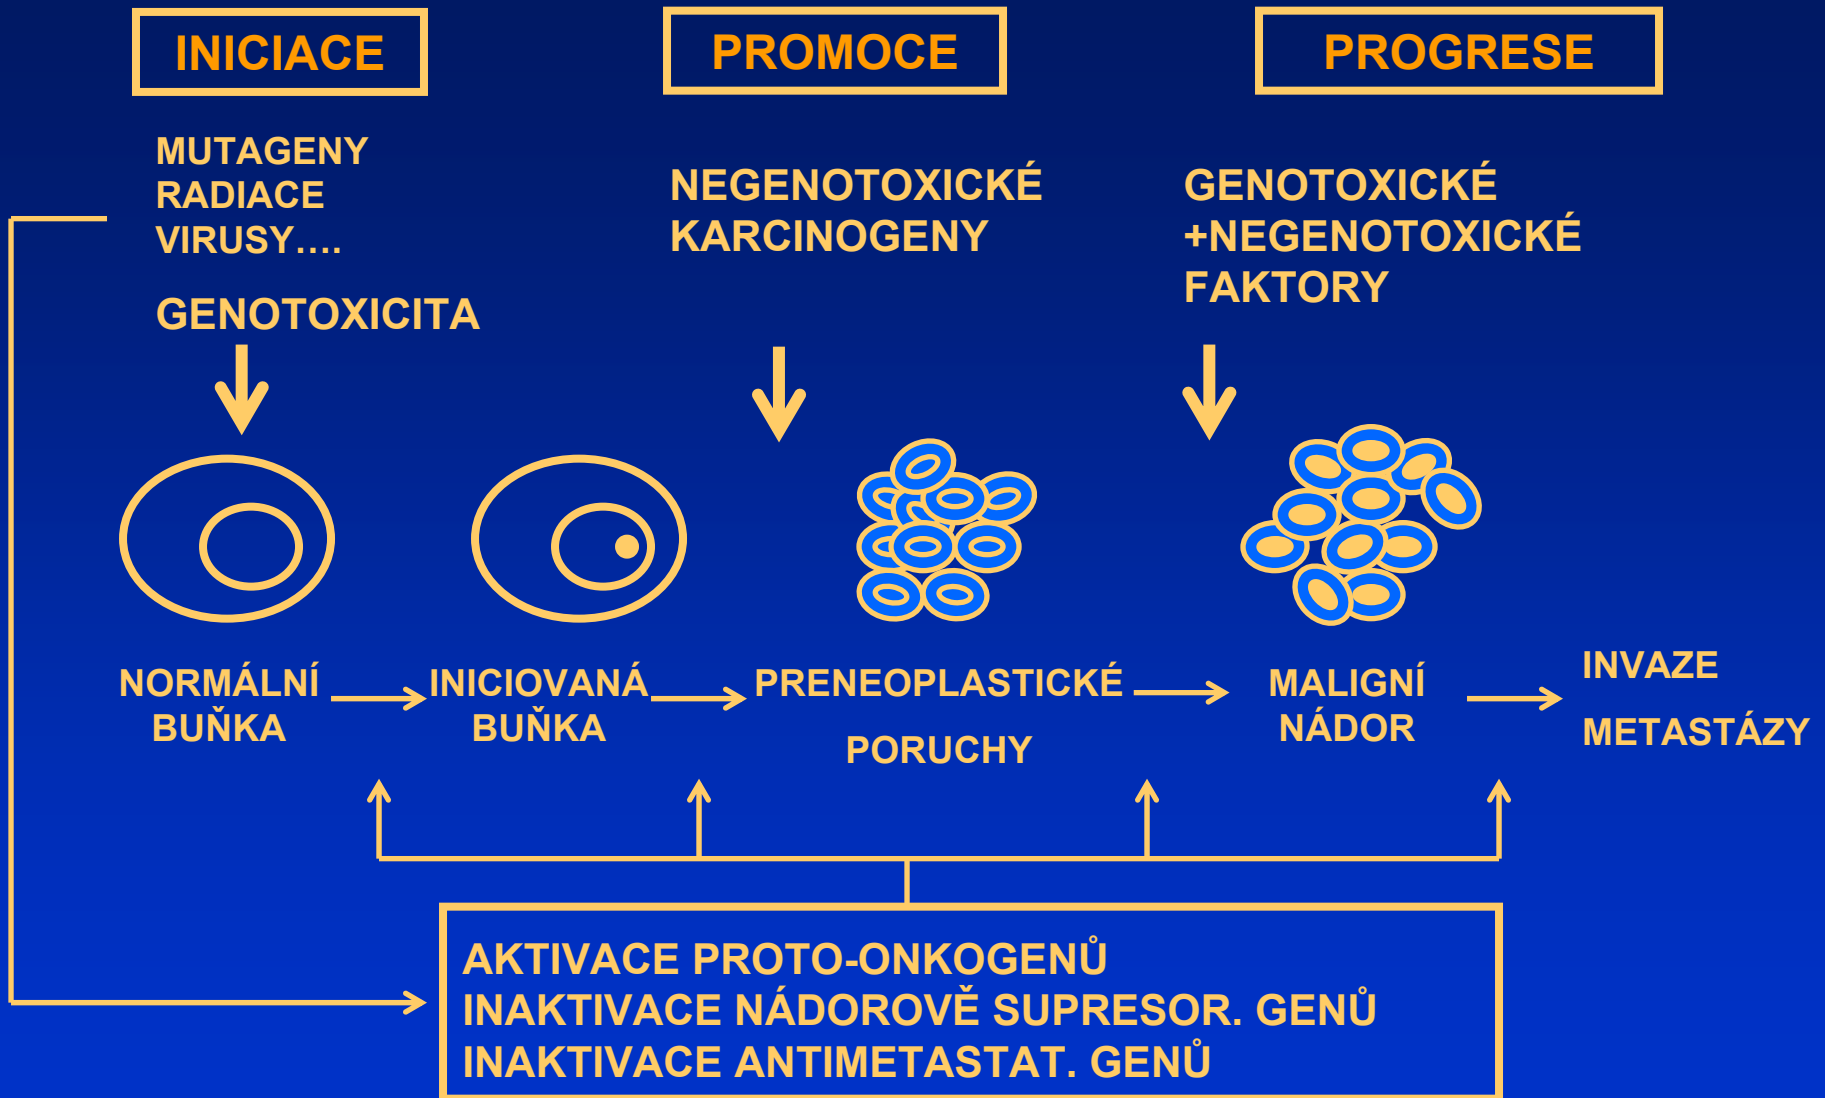 INICIACE
PROMOCE
PROGRESE
MUTAGENY
RADIACE
VIRUSY....
GENOTOXICITA
NEGENOTOXICKÉ
KARCINOGENY
GENOTOXICKÉ
+NEGENOTOXICKÉ
FAKTORY
NORMÁLNÍ
BUŇKA
INICIOVANÁ
BUŇKA
PRENEOPLASTICKÉ
PORUCHY
MALIGNÍ
NÁDOR
INVAZE
METASTÁZY
AKTIVACE PROTO-ONKOGENŮ
INAKTIVACE NÁDOROVĚ SUPRESOR. GENŮ
INAKTIVACE ANTIMETASTAT. GENŮ